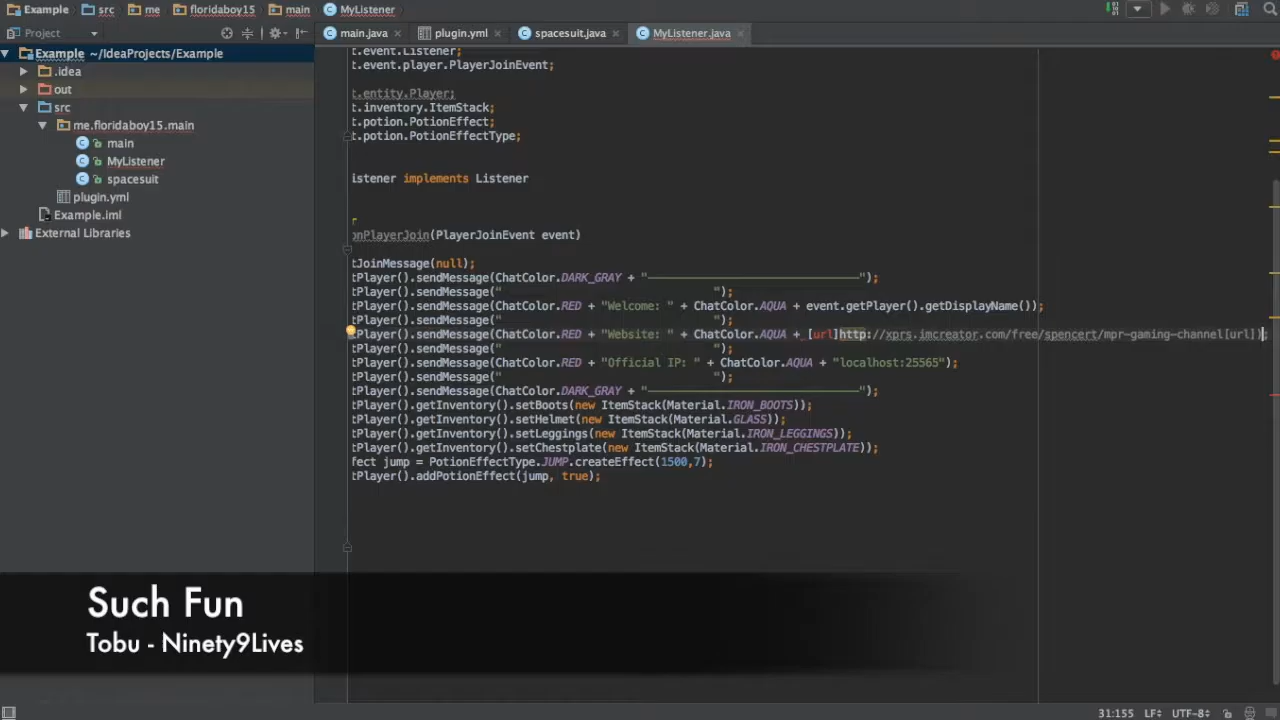 Example src me floridaboy15 main MyListener
Project main.java plugin.yml spacesuit.java MyListener.java
Example ~/IdeaProjects/Example
.idea
out
src
me.floridaboy15.main
main
MyListener
spacesuit
plugin.yml
Example.iml
External Libraries
t.event.Listener;
t.event.player.PlayerJoinEvent;
t.entity.Player;
t.inventory.ItemStack;
t.potion.PotionEffect;
t.potion.PotionEffectType;
istener implements Listener
r
onPlayerJoin(PlayerJoinEvent event)
tJoinMessage(null);
tPlayer().sendMessage(ChatColor.DARK_GRAY + "————————————————————————————————");
tPlayer().sendMessage("                                ");
tPlayer().sendMessage(ChatColor.RED + "Welcome: " + ChatColor.AQUA + event.getPlayer().getDisplayName());
tPlayer().sendMessage("                                ");
tPlayer().sendMessage(ChatColor.RED + "Website: " + ChatColor.AQUA + [url]http://xprs.imcreator.com/free/spencert/mpr-gaming-channel[url]);
tPlayer().sendMessage("                                ");
tPlayer().sendMessage(ChatColor.RED + "Official IP: " + ChatColor.AQUA + "localhost:25565");
tPlayer().sendMessage("                                ");
tPlayer().sendMessage(ChatColor.DARK_GRAY + "————————————————————————————————");
tPlayer().getInventory().setBoots(new ItemStack(Material.IRON_BOOTS));
tPlayer().getInventory().setHelmet(new ItemStack(Material.GLASS));
tPlayer().getInventory().setLeggings(new ItemStack(Material.IRON_LEGGINGS));
tPlayer().getInventory().setChestplate(new ItemStack(Material.IRON_CHESTPLATE));
fect jump = PotionEffectType.JUMP.createEffect(1500,7);
tPlayer().addPotionEffect(jump, true);
Such Fun
Tobu - Ninety9Lives
31:155 LF UTF-8